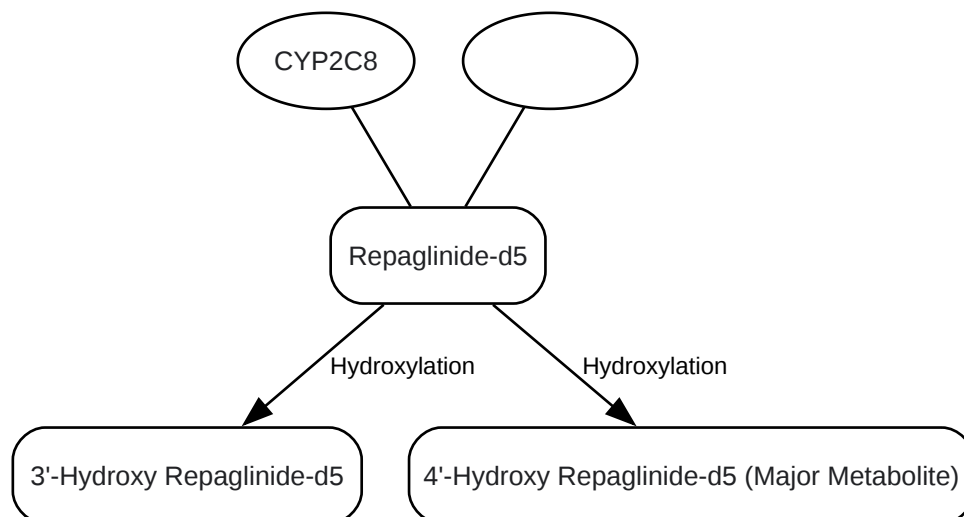 CYP2C8
Repaglinide-d5
Hydroxylation
Hydroxylation
3'-Hydroxy Repaglinide-d5
4'-Hydroxy Repaglinide-d5 (Major Metabolite)